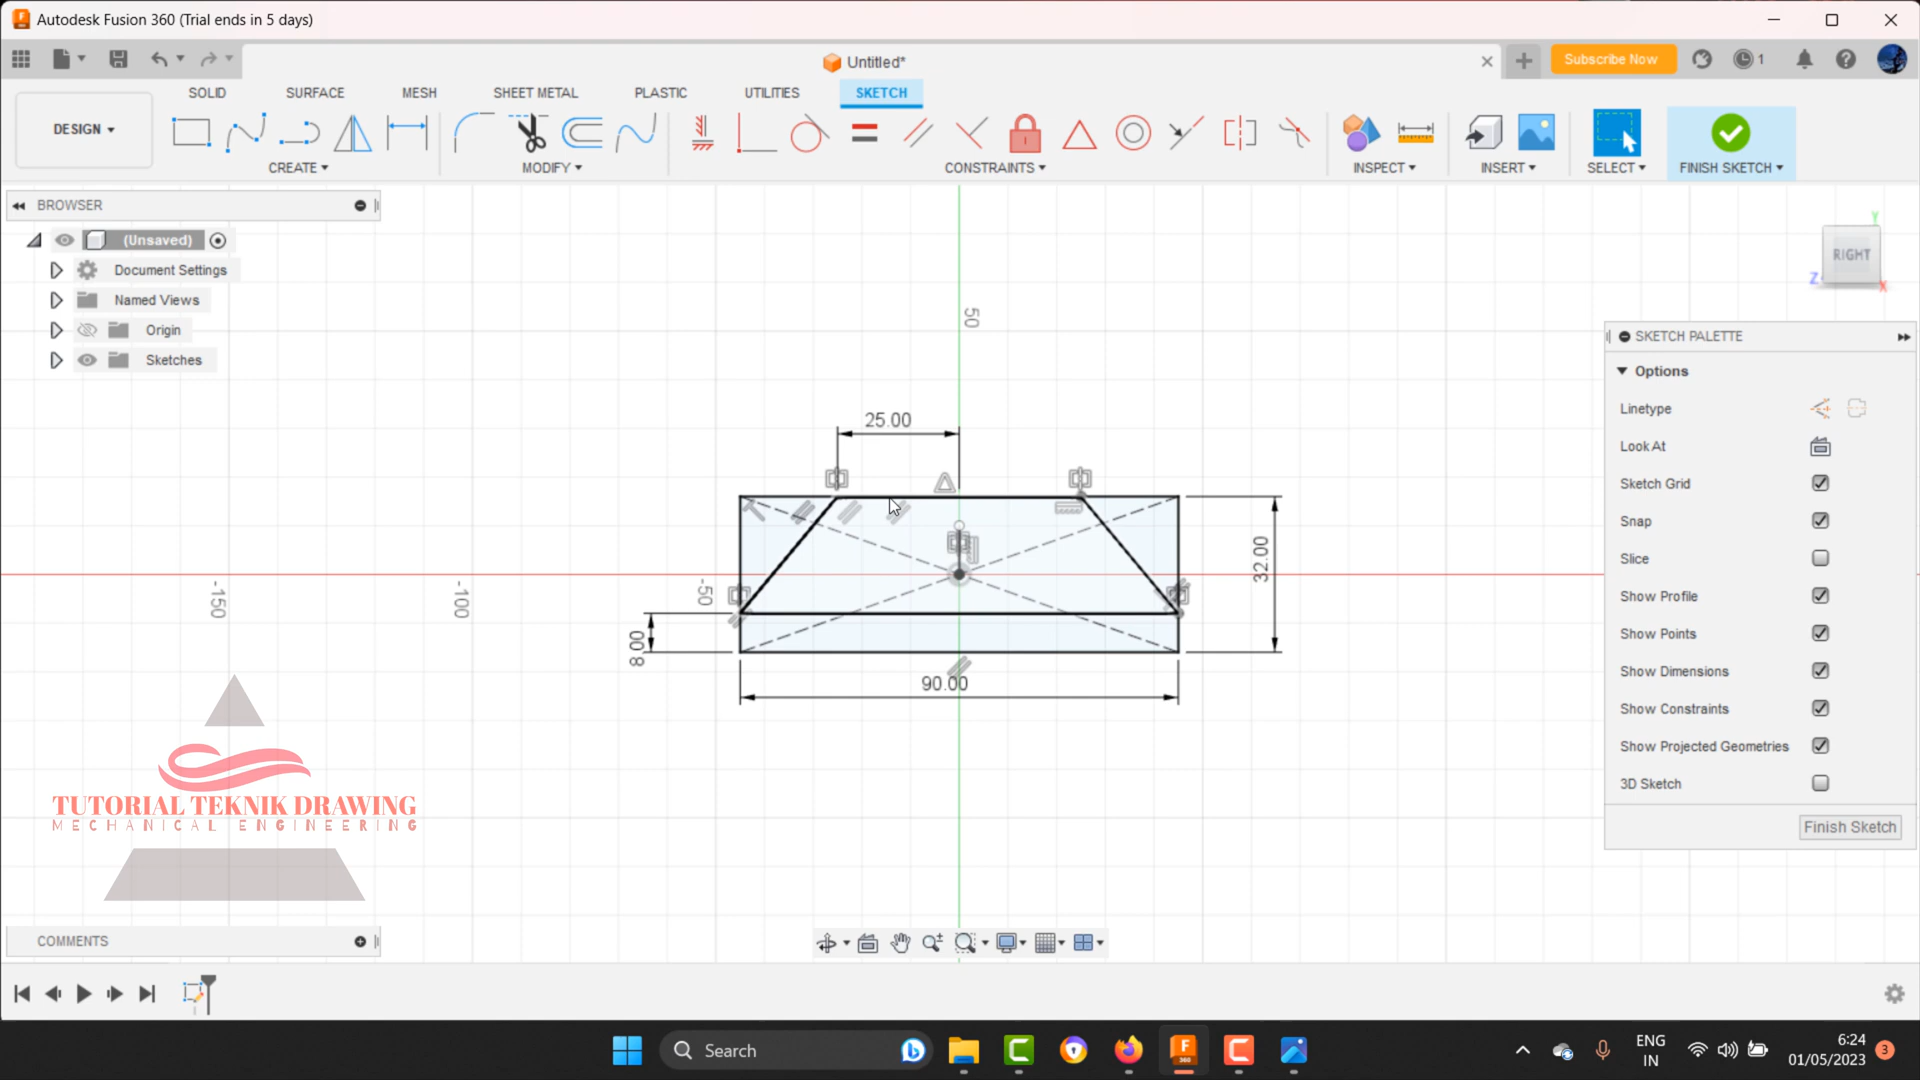 Autodesk Fusion 360 (Trial ends in 5 days)
Untitled*
Subscribe Now
1
DESIGN
SOLID
SURFACE
MESH
SHEET METAL
PLASTIC
UTILITIES
SKETCH
CREATE
MODIFY
CONSTRAINTS
INSPECT
INSERT
SELECT
FINISH SKETCH
BROWSER
(Unsaved)
Document Settings
Named Views
Origin
Sketches
Y
RIGHT
Z
X
50
25.00
-150
-100
-50
32.00
8.00
90.00
SKETCH PALETTE
Options
Linetype
Look At
Sketch Grid
Snap
Slice
Show Profile
Show Points
Show Dimensions
Show Constraints
Show Projected Geometries
3D Sketch
Finish Sketch
TUTORIAL TEKNIK DRAWING
MECHANICAL ENGINEERING
COMMENTS
Search
F
360
ENG
IN
6:24
01/05/2023
3